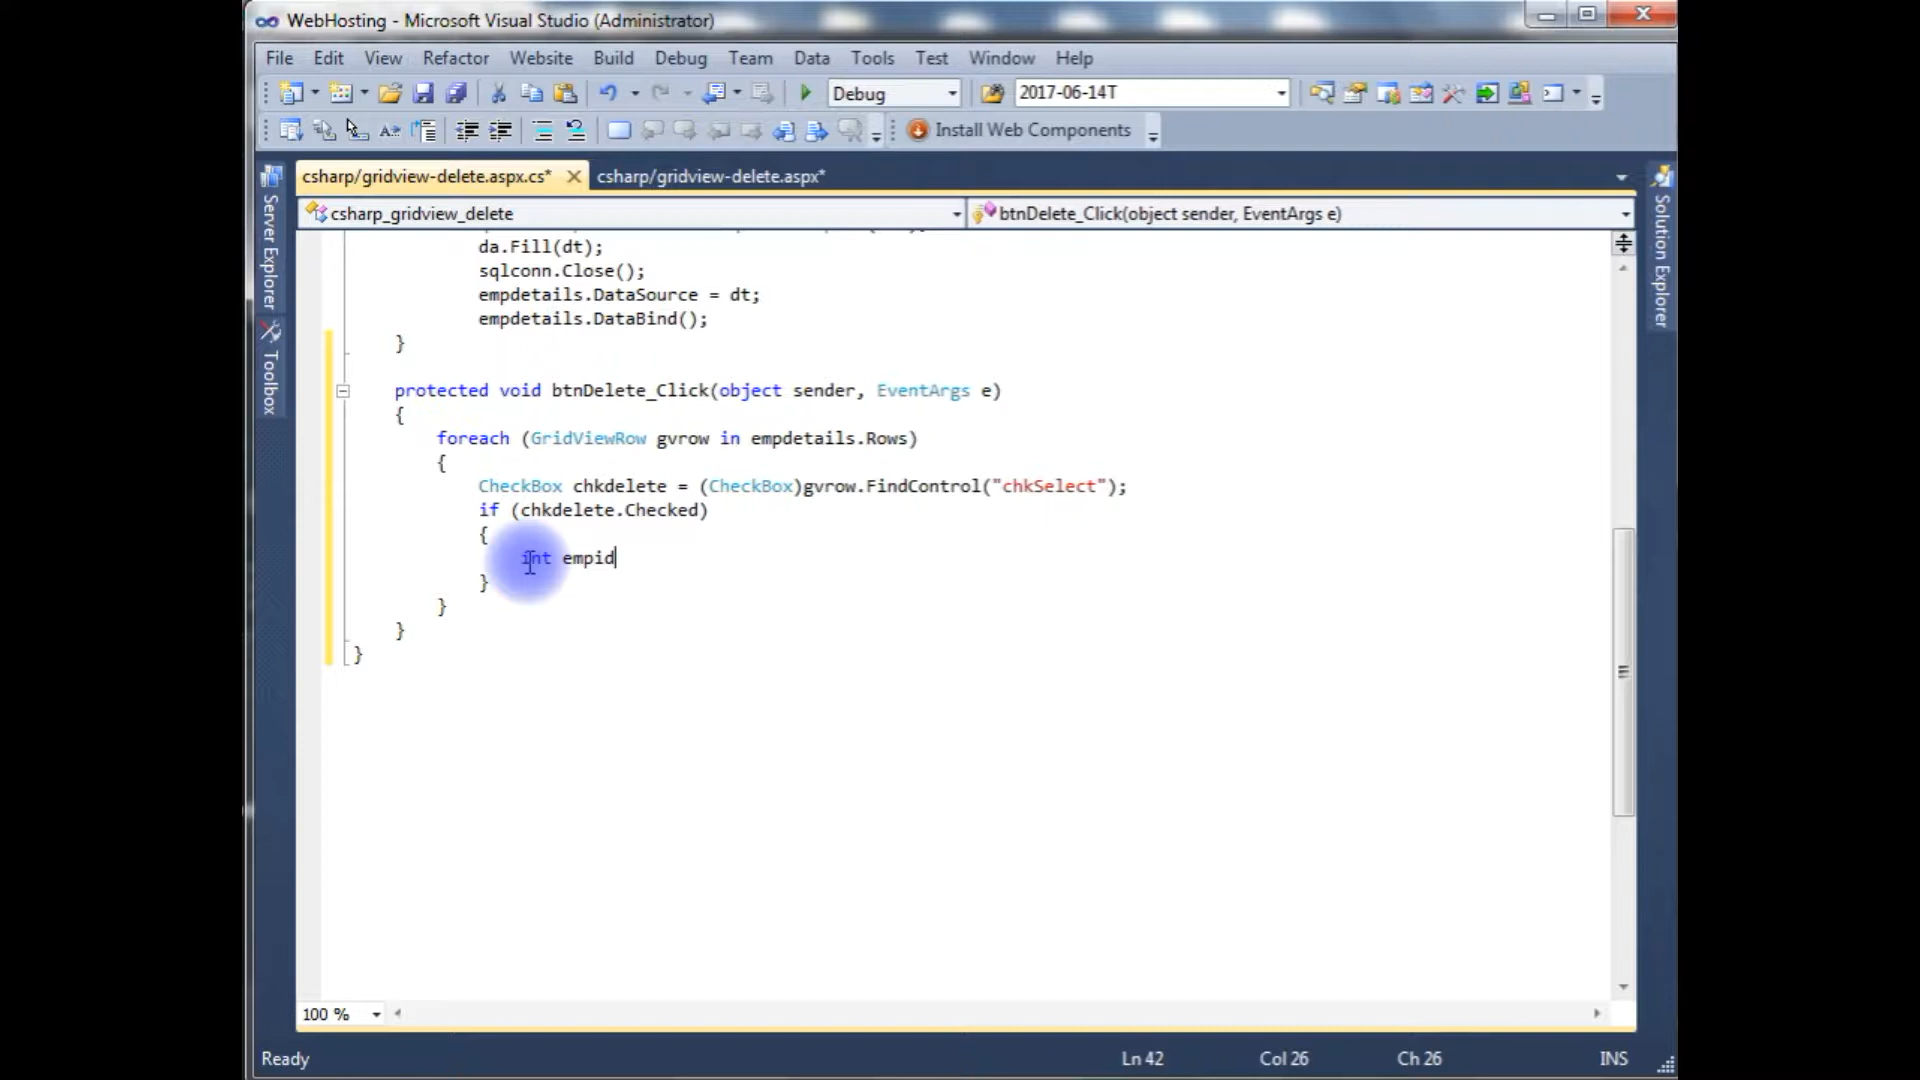 WebHosting - Microsoft Visual Studio (Administrator)
File Edit View Refactor Website Build Debug Team Data Tools Test Window Help
Debug 2017-06-14T
Install Web Components
csharp/gridview-delete.aspx.cs* csharp/gridview-delete.aspx*
csharp_gridview_delete btnDelete_Click(object sender, EventArgs e)
Server Explorer
Toolbox
Solution Explorer
da.Fill(dt);
sqlconn.Close();
empdetails.DataSource = dt;
empdetails.DataBind();
}
protected void btnDelete_Click(object sender, EventArgs e)
{
foreach (GridViewRow gvrow in empdetails.Rows)
{
CheckBox chkdelete = (CheckBox)gvrow.FindControl("chkSelect");
if (chkdelete.Checked)
{
int empid
}
}
}
}
100 %
Ready Ln 42 Col 26 Ch 26 INS